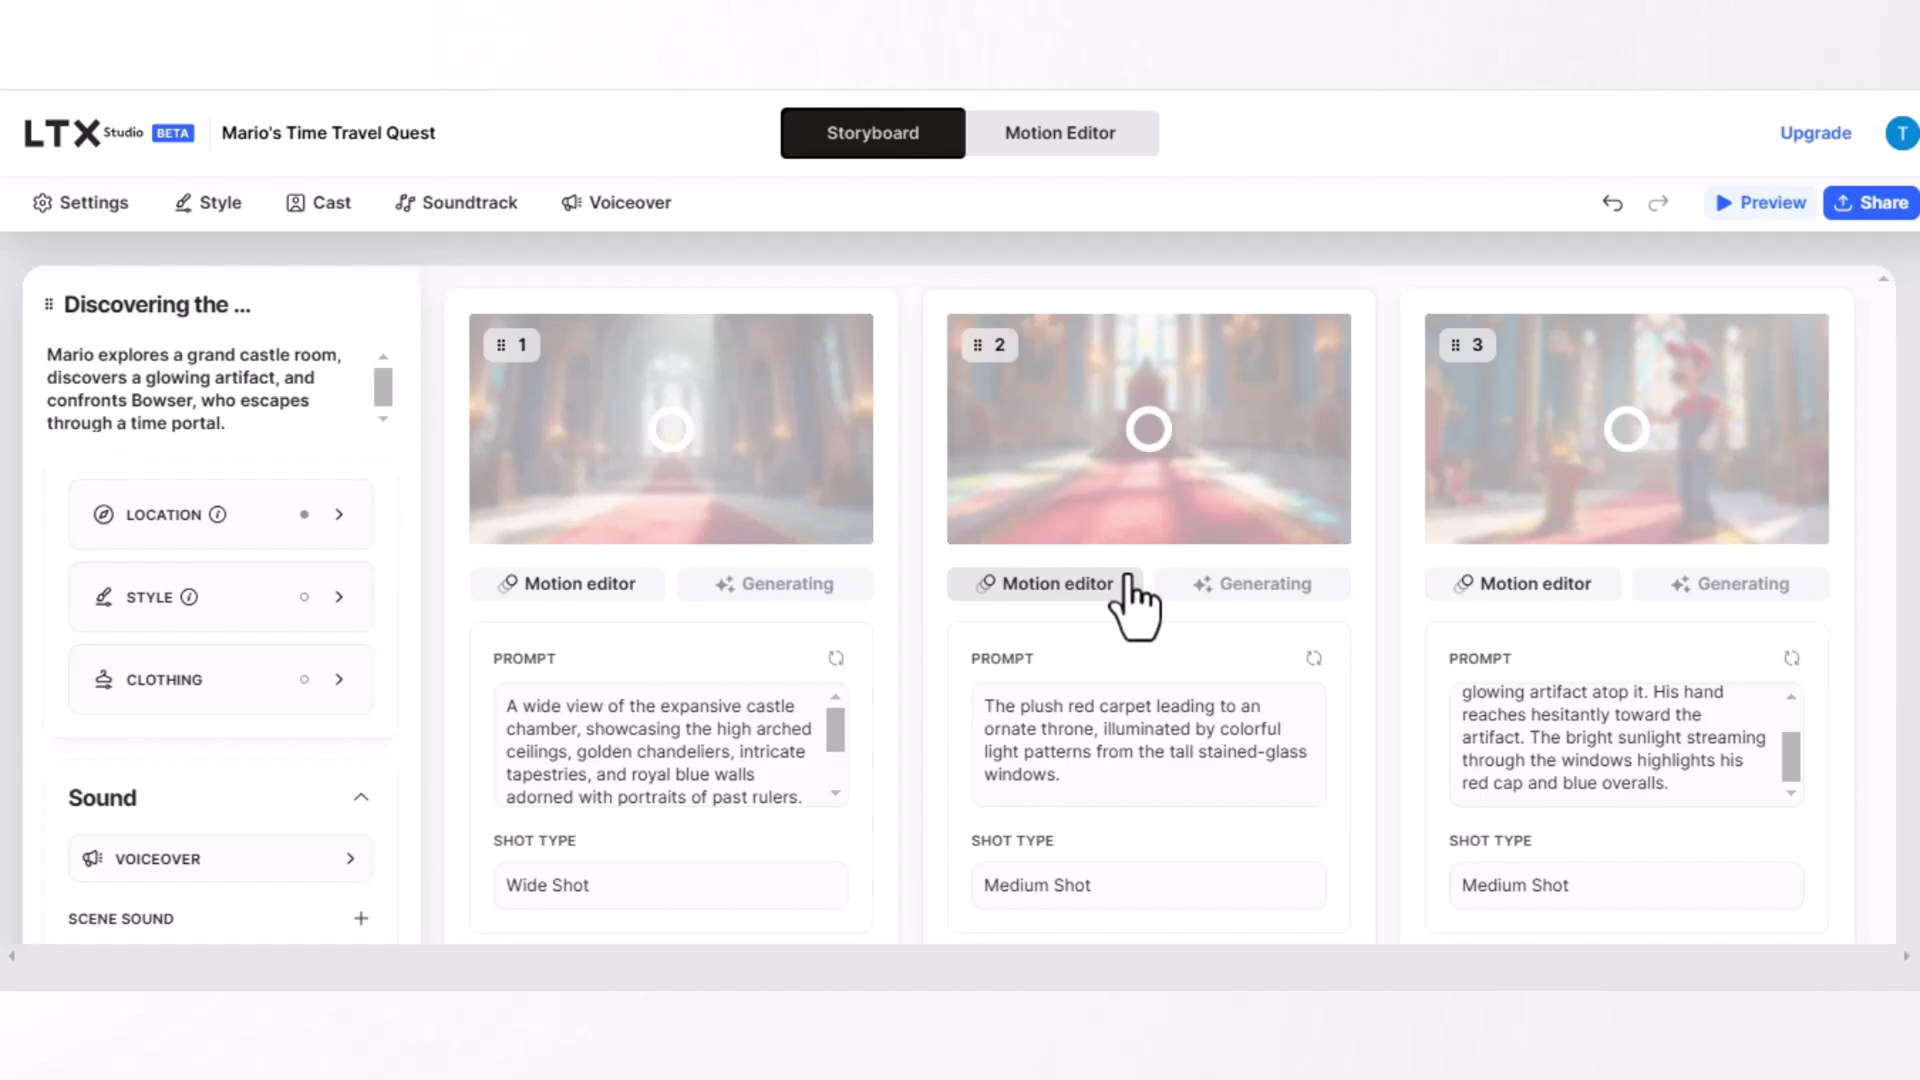 LTX Studio BETA
Mario's Time Travel Quest
Storyboard
Motion Editor
Upgrade
T
Settings
Style
Cast
Soundtrack
Voiceover
Preview
Share
Discovering the ...
Mario explores a grand castle room,
discovers a glowing artifact, and
confronts Bowser, who escapes
through a time portal.
LOCATION
STYLE
CLOTHING
Sound
VOICEOVER
SCENE SOUND
1
Motion editor
Generating
PROMPT
A wide view of the expansive castle
chamber, showcasing the high arched
ceilings, golden chandeliers, intricate
tapestries, and royal blue walls
adorned with portraits of past rulers.
SHOT TYPE
Wide Shot
2
Motion editor
Generating
PROMPT
The plush red carpet leading to an
ornate throne, illuminated by colorful
light patterns from the tall stained-glass
windows.
SHOT TYPE
Medium Shot
3
Motion editor
Generating
PROMPT
glowing artifact atop it. His hand
reaches hesitantly toward the
artifact. The bright sunlight streaming
through the windows highlights his
red cap and blue overalls.
SHOT TYPE
Medium Shot